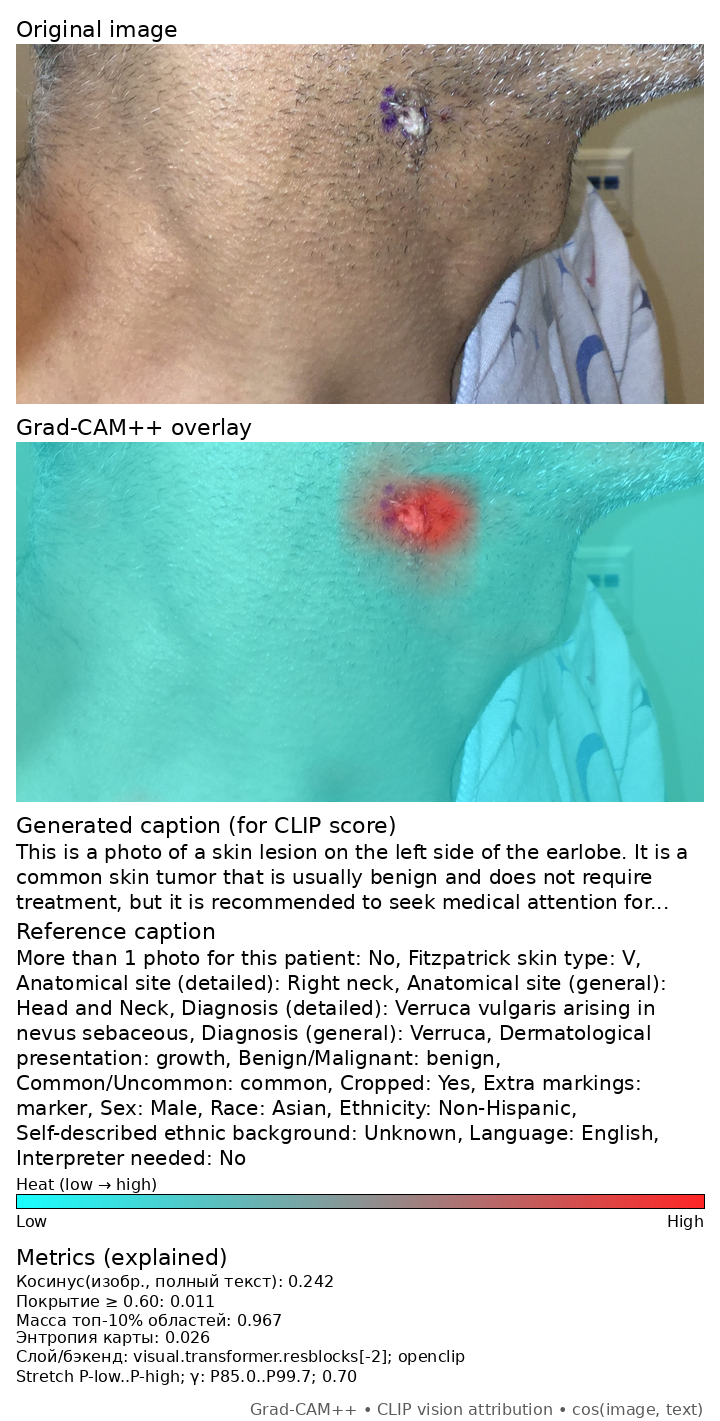 Original image
Grad-CAM++ overlay
Generated caption (for CLIP score)
This is a photo of a skin lesion on the left side of the earlobe. It is a
common skin tumor that is usually benign and does not require
treatment, but it is recommended to seek medical attention for...
Reference caption
More than 1 photo for this patient: No, Fitzpatrick skin type: V,
Anatomical site (detailed): Right neck, Anatomical site (general):
Head and Neck, Diagnosis (detailed): Verruca vulgaris arising in
nevus sebaceous, Diagnosis (general): Verruca, Dermatological
presentation: growth, Benign/Malignant: benign,
Common/Uncommon: common, Cropped: Yes, Extra markings:
marker, Sex: Male, Race: Asian, Ethnicity: Non-Hispanic,
Self-described ethnic background: Unknown, Language: English,
Interpreter needed: No
Heat (low → high)
Low High
Metrics (explained)
Косинус(изобр., полный текст): 0.242
Покрытие ≥ 0.60: 0.011
Масса топ-10% областей: 0.967
Энтропия карты: 0.026
Слой/бэкенд: visual.transformer.resblocks[-2]; openclip
Stretch P-low..P-high; γ: P85.0..P99.7; 0.70
Grad-CAM++ • CLIP vision attribution • cos(image, text)